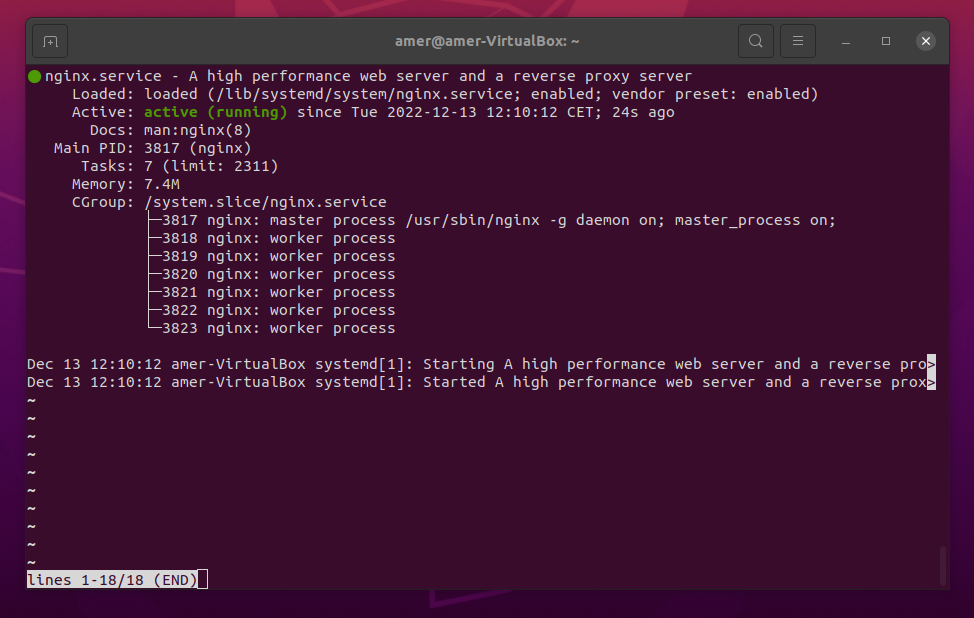 amer@amer-VirtualBox: ~
nginx.service - A high performance web server and a reverse proxy server
Loaded: loaded (/lib/systemd/system/nginx.service; enabled; vendor preset: enabled)
Active: active (running) since Tue 2022-12-13 12:10:12 CET; 24s ago
Docs: man:nginx(8)
Main PID: 3817 (nginx)
Tasks: 7 (limit: 2311)
Memory: 7.4M
CGroup: /system.slice/nginx.service
├─3817 nginx: master process /usr/sbin/nginx -g daemon on; master_process on;
├─3818 nginx: worker process
├─3819 nginx: worker process
├─3820 nginx: worker process
├─3821 nginx: worker process
├─3822 nginx: worker process
└─3823 nginx: worker process
Dec 13 12:10:12 amer-VirtualBox systemd[1]: Starting A high performance web server and a reverse pro>
Dec 13 12:10:12 amer-VirtualBox systemd[1]: Started A high performance web server and a reverse prox>
~
~
~
~
~
~
~
~
~
~
lines 1-18/18 (END)